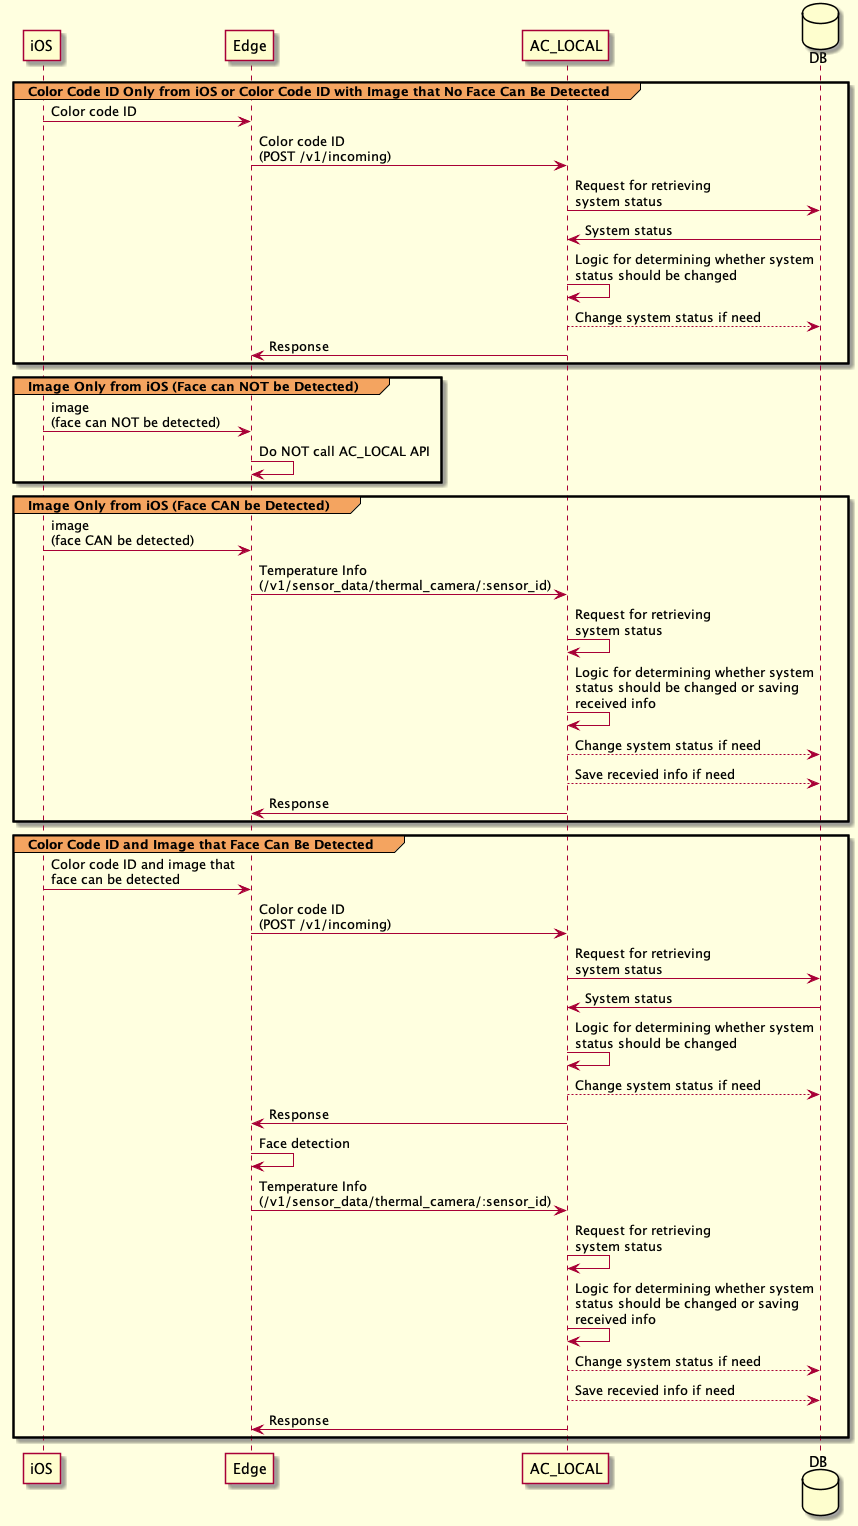 iOS
Edge
AC_LOCAL
DB
Color Code ID Only from iOS or Color Code ID with Image that No Face Can Be Detected
Color code ID
Color code ID
(POST /v1/incoming)
Request for retrieving
system status
System status
Logic for determining whether system
status should be changed
Change system status if need
Response
Image Only from iOS (Face can NOT be Detected)
image
(face can NOT be detected)
Do NOT call AC_LOCAL API
Image Only from iOS (Face CAN be Detected)
image
(face CAN be detected)
Temperature Info
(/v1/sensor_data/thermal_camera/:sensor_id)
Request for retrieving
system status
Logic for determining whether system
status should be changed or saving
received info
Change system status if need
Save recevied info if need
Response
Color Code ID and Image that Face Can Be Detected
Color code ID and image that
face can be detected
Color code ID
(POST /v1/incoming)
Request for retrieving
system status
System status
Logic for determining whether system
status should be changed
Change system status if need
Response
Face detection
Temperature Info
(/v1/sensor_data/thermal_camera/:sensor_id)
Request for retrieving
system status
Logic for determining whether system
status should be changed or saving
received info
Change system status if need
Save recevied info if need
Response
iOS
Edge
AC_LOCAL
DB